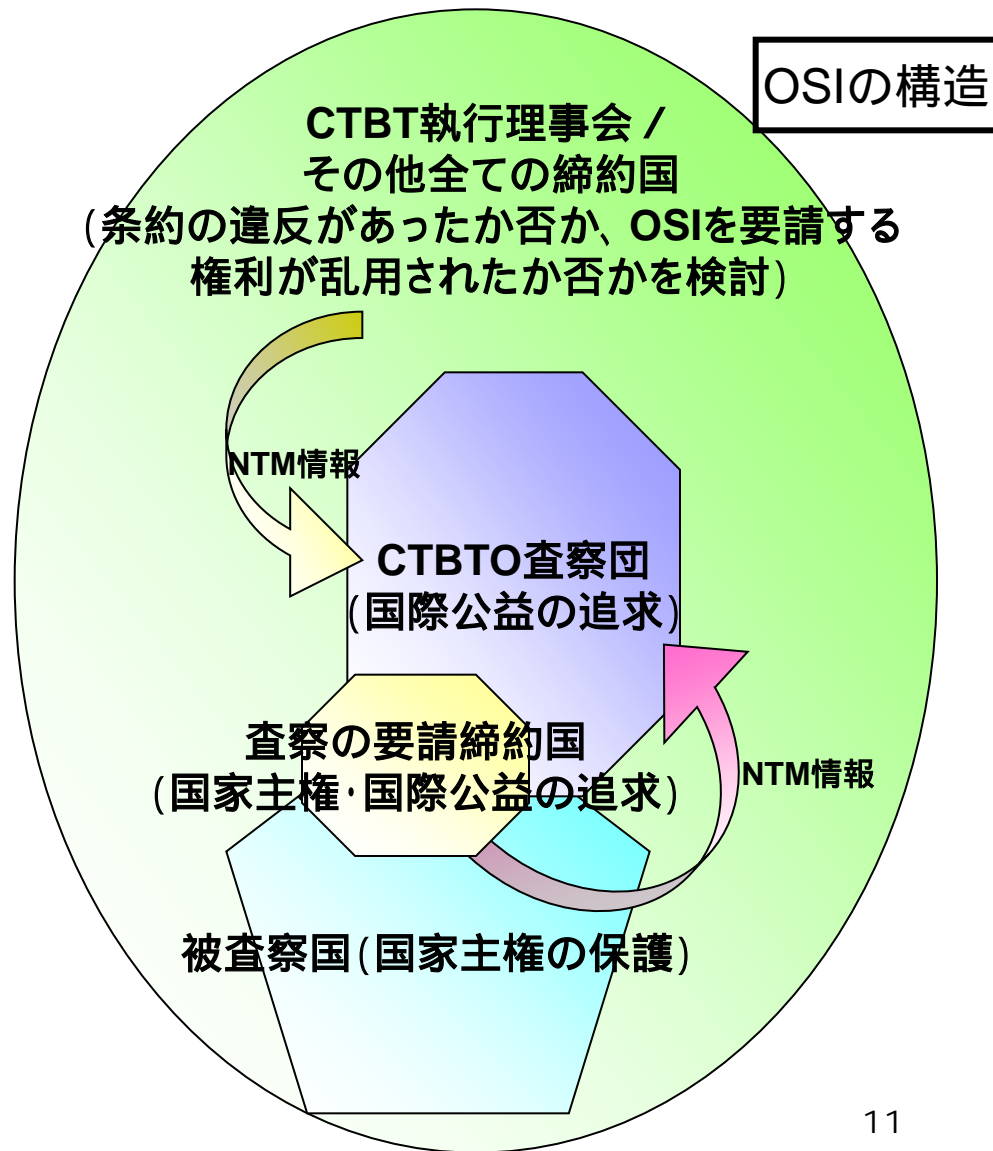 OSIの構造
CTBT執行理事会／
その他全ての締約国
(条約の違反があったか否か、OSIを要請する
権利が乱用されたか否かを検討)
NTM情報
CTBTO査察団
(国際公益の追求)
査察の要請締約国
(国家主権・国際公益の追求)
NTM情報
被査察国(国家主権の保護)
11